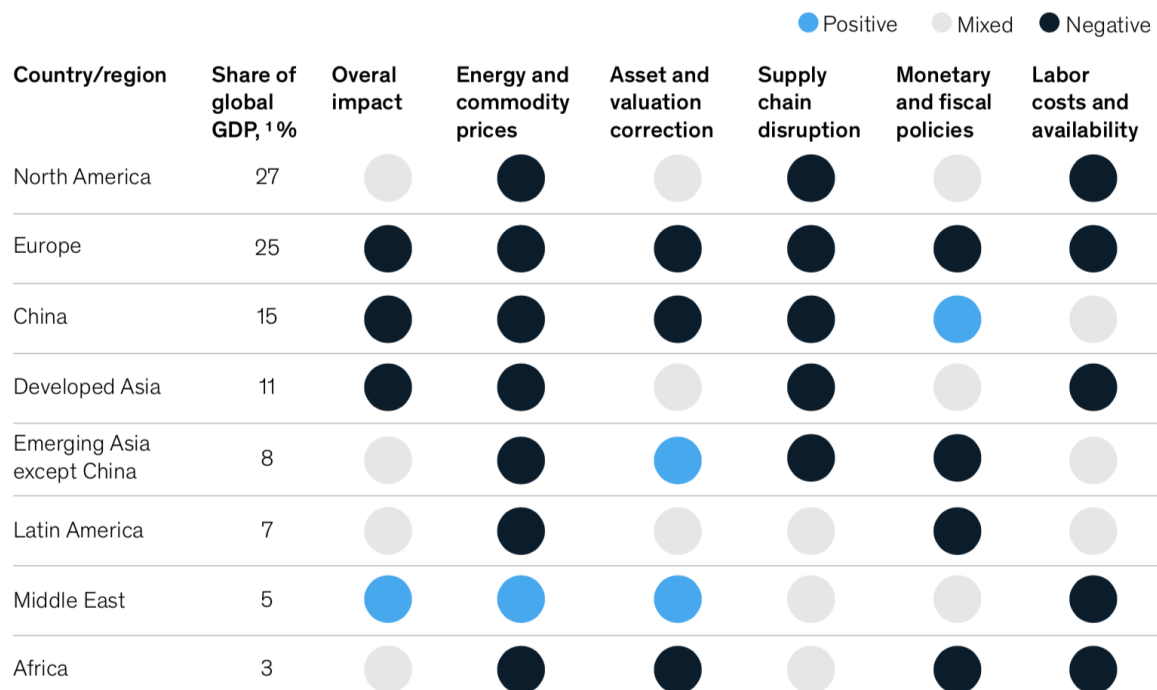 Positive Mixed Negative
Country/region Share of Overal Energy and Asset and Supply Monetary Labor
global impact commodity valuation chain and fiscal costs and
GDP, ¹ % prices correction disruption policies availability
North America 27
Europe 25
China 15
Developed Asia 11
Emerging Asia
except China 8
Latin America 7
Middle East 5
Africa 3